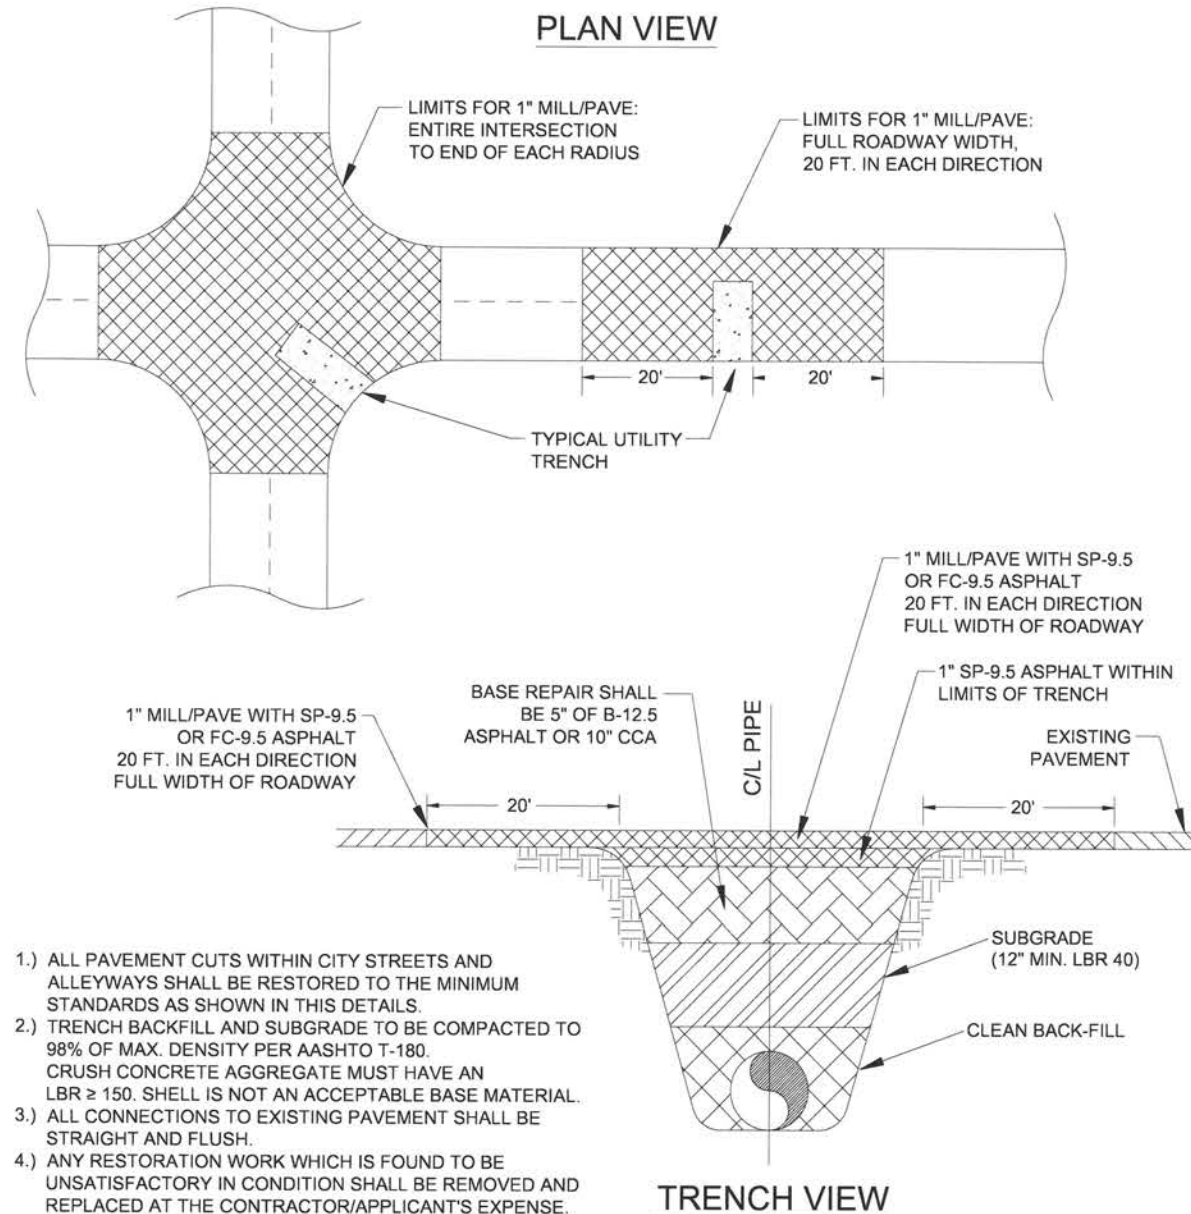 PLAN VIEW
LIMITS FOR 1" MILL/PAVE:
ENTIRE INTERSECTION
TO END OF EACH RADIUS
LIMITS FOR 1" MILL/PAVE:
FULL ROADWAY WIDTH,
20 FT. IN EACH DIRECTION
20'
20'
TYPICAL UTILITY
TRENCH
1" MILL/PAVE WITH SP-9.5
OR FC-9.5 ASPHALT
20 FT. IN EACH DIRECTION
FULL WIDTH OF ROADWAY
1" SP-9.5 ASPHALT WITHIN
LIMITS OF TRENCH
BASE REPAIR SHALL
BE 5" OF B-12.5
ASPHALT OR 10" CCA
C/L PIPE
1" MILL/PAVE WITH SP-9.5
OR FC-9.5 ASPHALT
20 FT. IN EACH DIRECTION
FULL WIDTH OF ROADWAY
EXISTING
PAVEMENT
20'
20'
SUBGRADE
(12" MIN. LBR 40)
CLEAN BACK-FILL
1.) ALL PAVEMENT CUTS WITHIN CITY STREETS AND
ALLEYWAYS SHALL BE RESTORED TO THE MINIMUM
STANDARDS AS SHOWN IN THIS DETAILS.
2.) TRENCH BACKFILL AND SUBGRADE TO BE COMPACTED TO
98% OF MAX. DENSITY PER AASHTO T-180.
CRUSH CONCRETE AGGREGATE MUST HAVE AN
LBR ≥ 150. SHELL IS NOT AN ACCEPTABLE BASE MATERIAL.
3.) ALL CONNECTIONS TO EXISTING PAVEMENT SHALL BE
STRAIGHT AND FLUSH.
4.) ANY RESTORATION WORK WHICH IS FOUND TO BE
UNSATISFACTORY IN CONDITION SHALL BE REMOVED AND
REPLACED AT THE CONTRACTOR/APPLICANT'S EXPENSE.
TRENCH VIEW